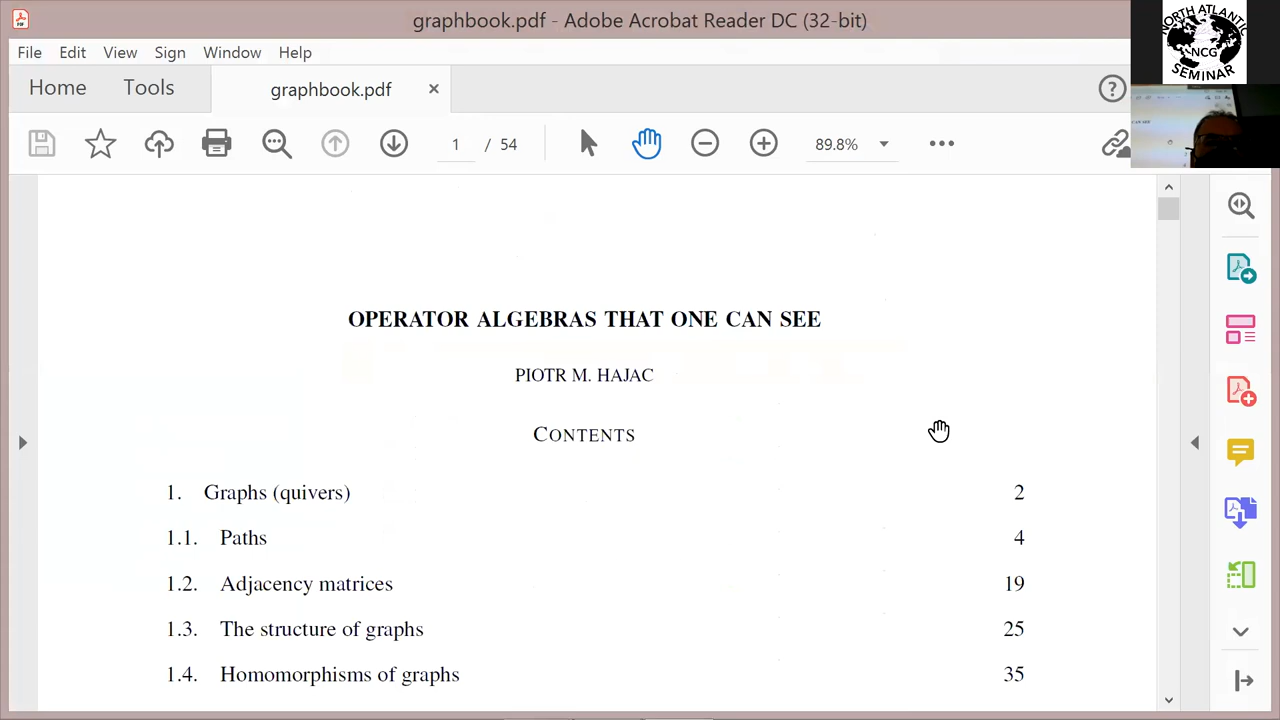 graphbook.pdf - Adobe Acrobat Reader DC (32-bit)
File Edit View Sign Window Help
Home Tools graphbook.pdf
1 / 54 89.8%
NORTH ATLANTIC
NCG
SEMINAR
OPERATOR ALGEBRAS THAT ONE CAN SEE
PIOTR M. HAJAC
CONTENTS
1. Graphs (quivers) 2
1.1. Paths 4
1.2. Adjacency matrices 19
1.3. The structure of graphs 25
1.4. Homomorphisms of graphs 35